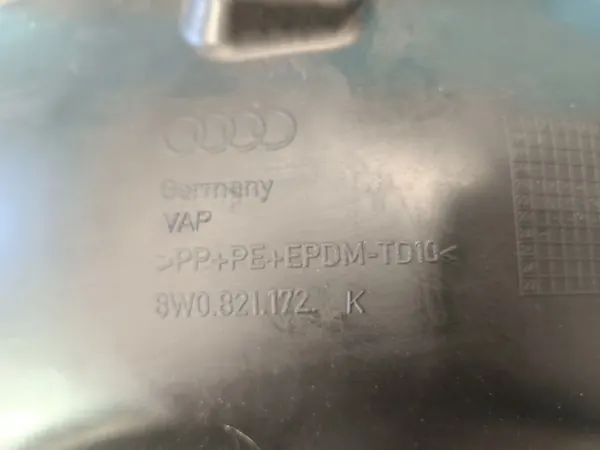 Germany
VAP
>PP+PE+EPDM-TD10<
8W0.821.172. K